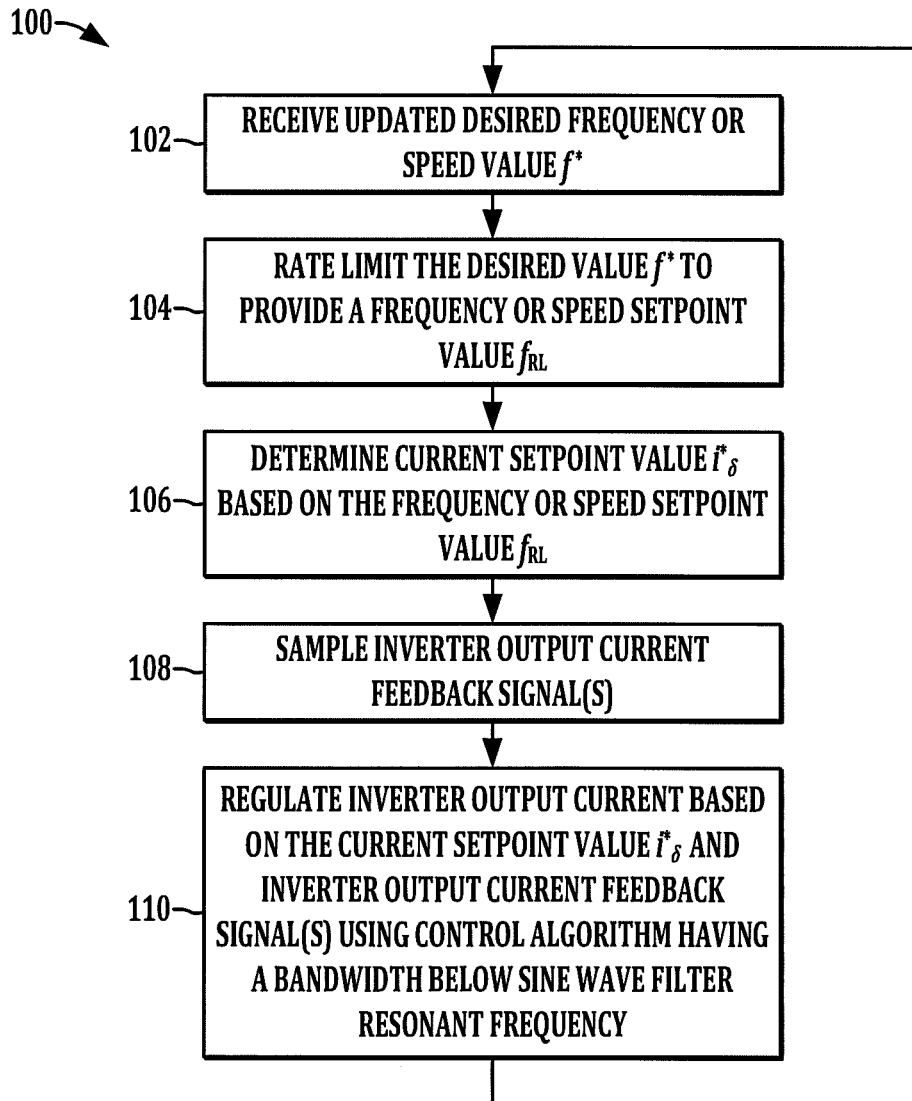 100
102
RECEIVE UPDATED DESIRED FREQUENCY OR
SPEED VALUE f*
104
RATE LIMIT THE DESIRED VALUE f* TO
PROVIDE A FREQUENCY OR SPEED SETPOINT
VALUE fRL
106
DETERMINE CURRENT SETPOINT VALUE i*δ
BASED ON THE FREQUENCY OR SPEED SETPOINT
VALUE fRL
108
SAMPLE INVERTER OUTPUT CURRENT
FEEDBACK SIGNAL(S)
110
REGULATE INVERTER OUTPUT CURRENT BASED
ON THE CURRENT SETPOINT VALUE i*δ AND
INVERTER OUTPUT CURRENT FEEDBACK
SIGNAL(S) USING CONTROL ALGORITHM HAVING
A BANDWIDTH BELOW SINE WAVE FILTER
RESONANT FREQUENCY